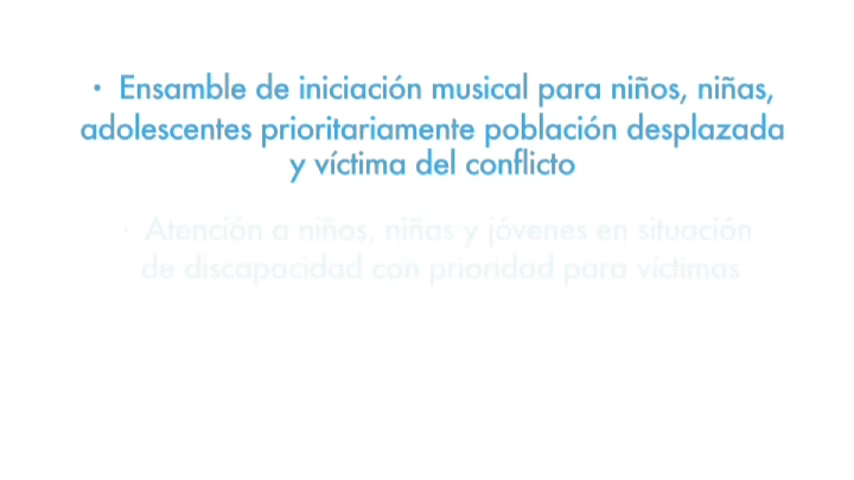 · Ensamble de iniciación musical para niños, niñas,
adolescentes prioritariamente población desplazada
y víctima del conflicto
· Atención a niños, niñas y jóvenes en situación
de discapacidad con prioridad para víctimas